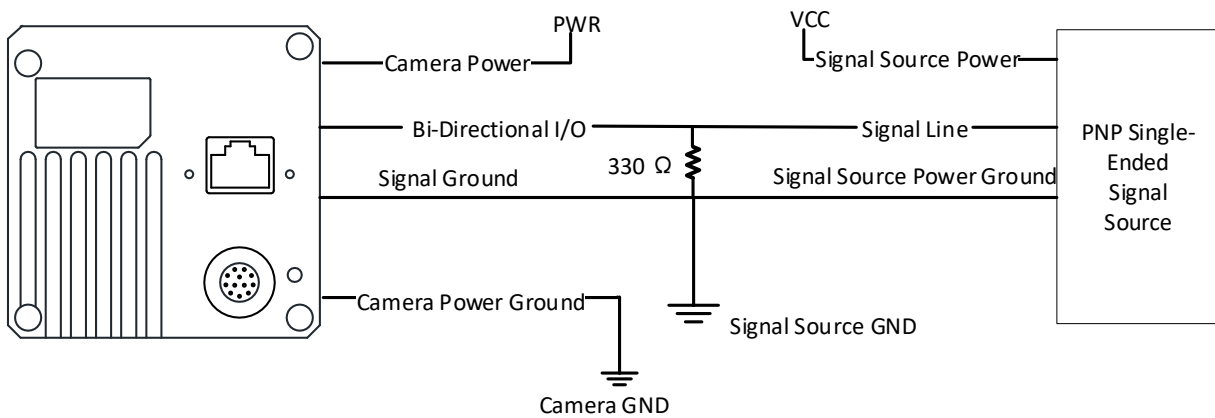 PWR
VCC
Camera Power
Signal Source Power
Bi-Directional I/O
Signal Line
PNP Single-
Ended
Signal
Source
330 Ω
Signal Ground
Signal Source Power Ground
Camera Power Ground
Signal Source GND
Camera GND